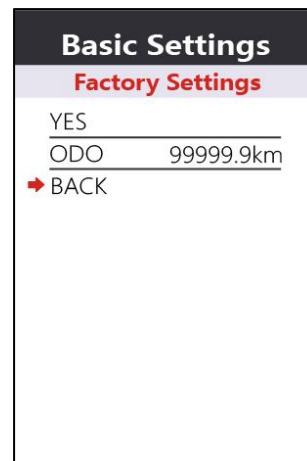 Basic Settings
Factory Settings
YES
ODO 99999.9km
BACK